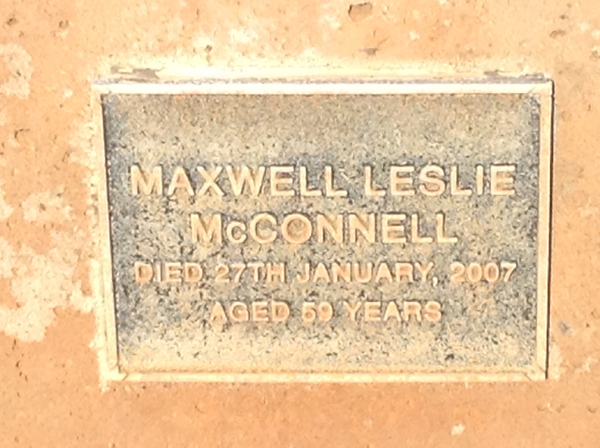 MAXWELL LESLIE
McCONNELL
DIED 27TH JANUARY, 2007
AGED 59 YEARS